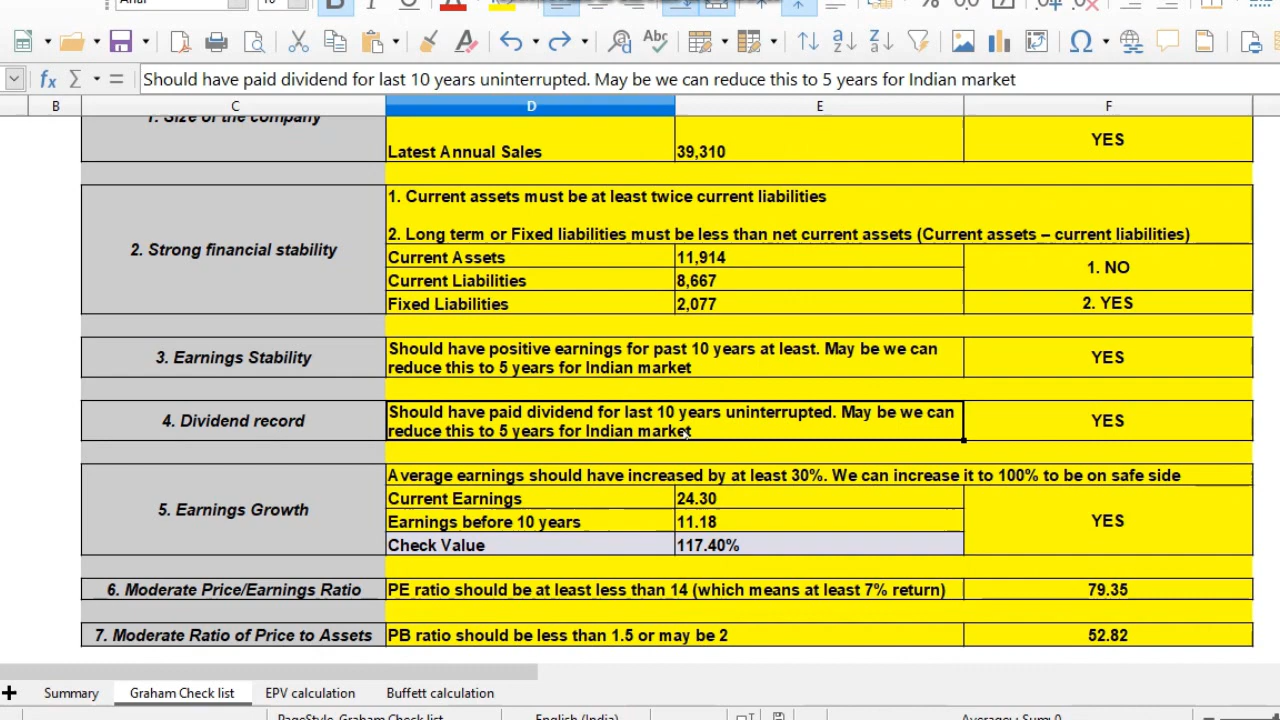 Should have paid dividend for last 10 years uninterrupted. May be we can reduce this to 5 years for Indian market
B C D E F
1. Size of the company
Latest Annual Sales 39,310 YES
1. Current assets must be at least twice current liabilities
2. Long term or Fixed liabilities must be less than net current assets (Current assets – current liabilities)
2. Strong financial stability
Current Assets 11,914
1. NO
Current Liabilities 8,667
Fixed Liabilities 2,077 2. YES
3. Earnings Stability
Should have positive earnings for past 10 years at least. May be we can
reduce this to 5 years for Indian market
YES
4. Dividend record
Should have paid dividend for last 10 years uninterrupted. May be we can
reduce this to 5 years for Indian market
YES
5. Earnings Growth
Average earnings should have increased by at least 30%. We can increase it to 100% to be on safe side
Current Earnings 24.30
Earnings before 10 years 11.18
YES
Check Value 117.40%
6. Moderate Price/Earnings Ratio PE ratio should be at least less than 14 (which means at least 7% return) 79.35
7. Moderate Ratio of Price to Assets PB ratio should be less than 1.5 or may be 2 52.82
Summary Graham Check list EPV calculation Buffett calculation
PageStyle_Graham Check list English (India) Average: ; Sum: 0